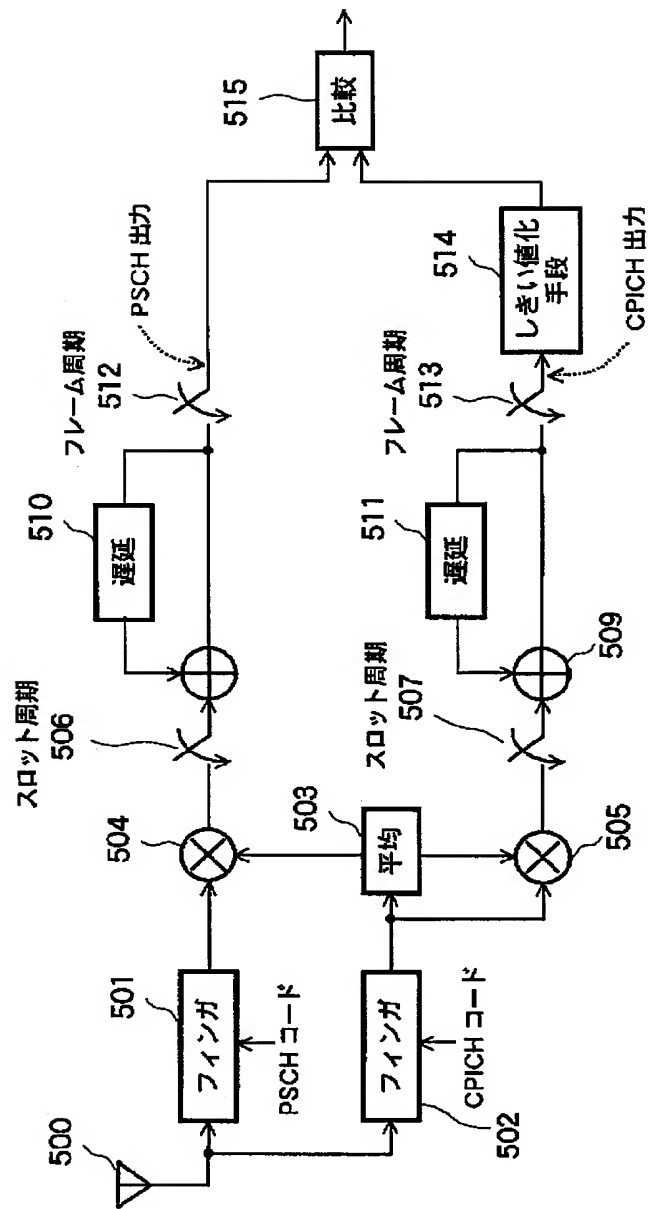 500
501
フィンガ
PSCH コード
502
フィンガ
CPICH コード
503
平均
504
505
スロット周期
506
スロット周期
507
509
510
遅延
511
遅延
フレーム周期
512
フレーム周期
513
PSCH 出力
CPICH 出力
514
しきい値化
手段
515
比較